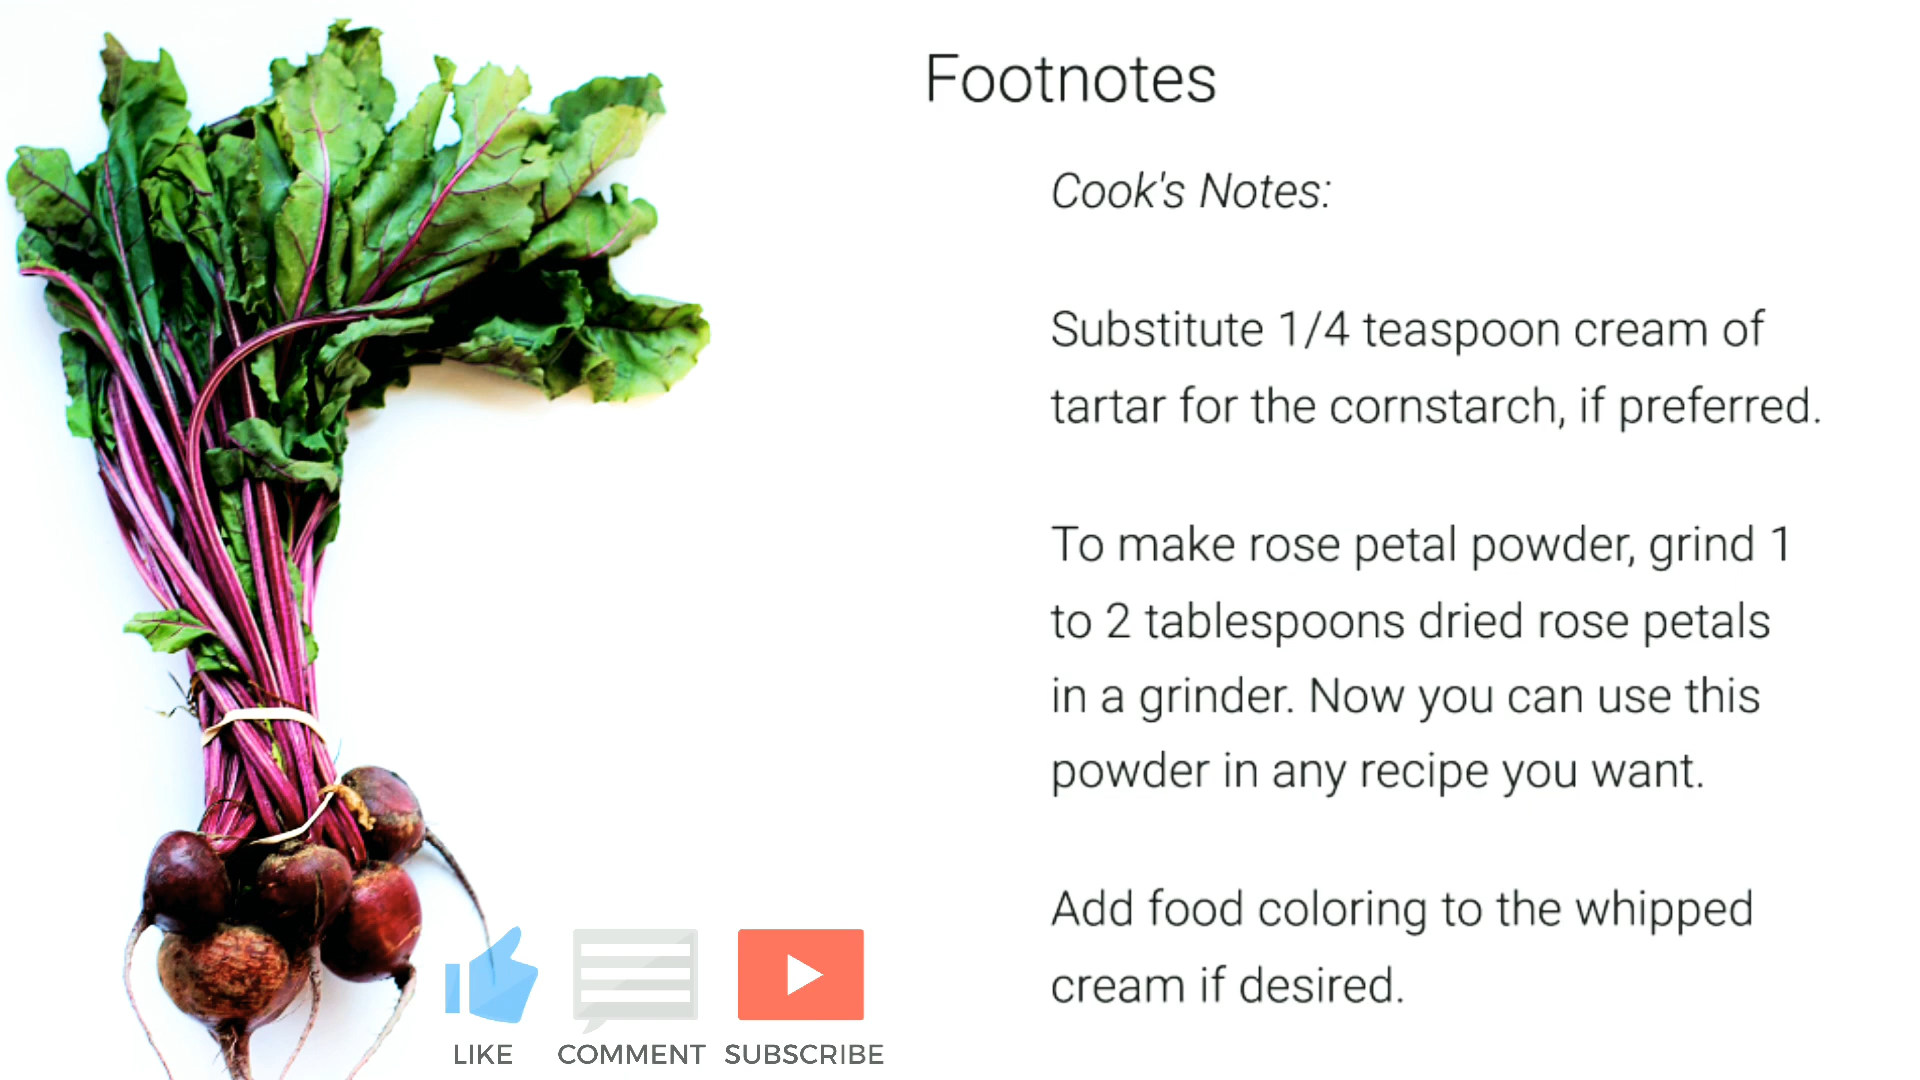 Footnotes
Cook's Notes:
Substitute 1/4 teaspoon cream of
tartar for the cornstarch, if preferred.
To make rose petal powder, grind 1
to 2 tablespoons dried rose petals
in a grinder. Now you can use this
powder in any recipe you want.
Add food coloring to the whipped
cream if desired.
LIKE
COMMENT
SUBSCRIBE